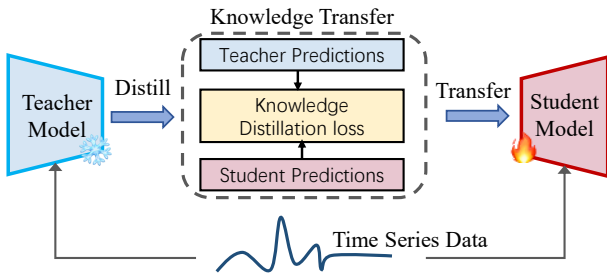 Knowledge Transfer
Teacher
Model
Distill
Teacher Predictions
Knowledge
Distillation loss
Student Predictions
Transfer
Student
Model
Time Series Data